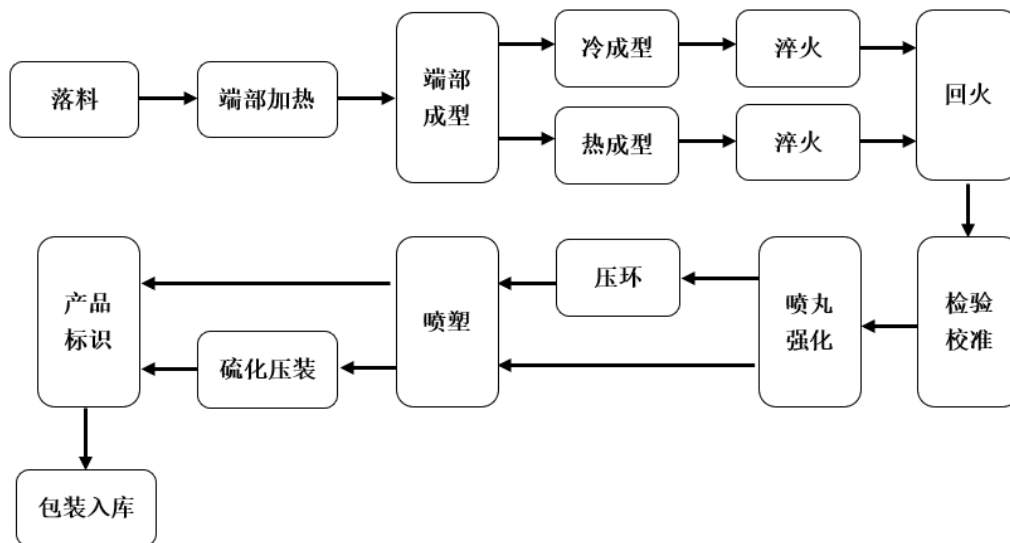 落料
端部加热
端部
成型
冷成型
淬火
热成型
淬火
回火
检验
校准
喷丸
强化
压环
喷塑
硫化压装
产品
标识
包装入库